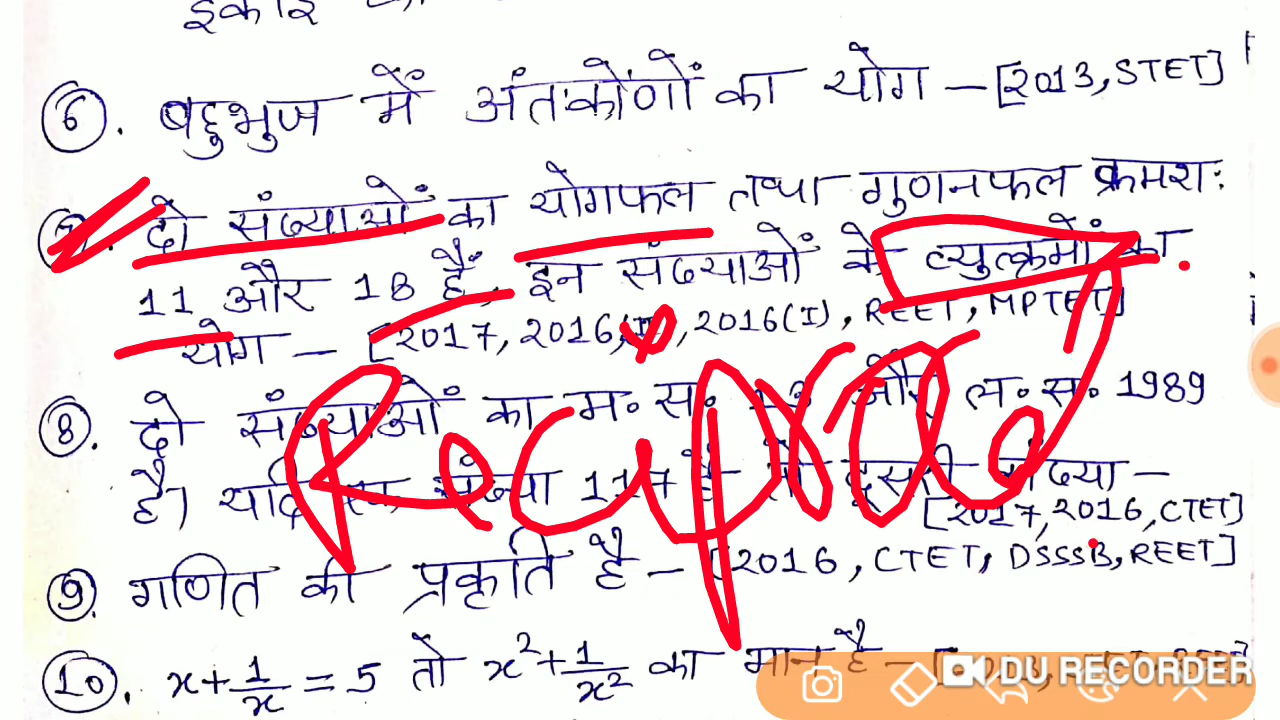 इकाई का
6. बहुभुज में अंतःकोंणों का योग – [2013, STET]
7. दो संख्याओं का योगफल तथा गुणनफल क्रमशः
11 और 18 हैं, इन संख्याओं के व्युत्क्रमों का
योग – [2017, 2016, 2016(I), REET, MPTET]
Reciprocal
8. दो संख्याओं का म॰ स॰ और ल॰ स॰ 1989
है। यदि एक संख्या 117 है तो दूसरी संख्या –
[2017, 2016, CTET]
9. गणित की प्रकृति है – [2016, CTET, DSSSB, REET]
10. x + 1/x = 5 तो x² + 1/x² का मान है –
DU RECORDER